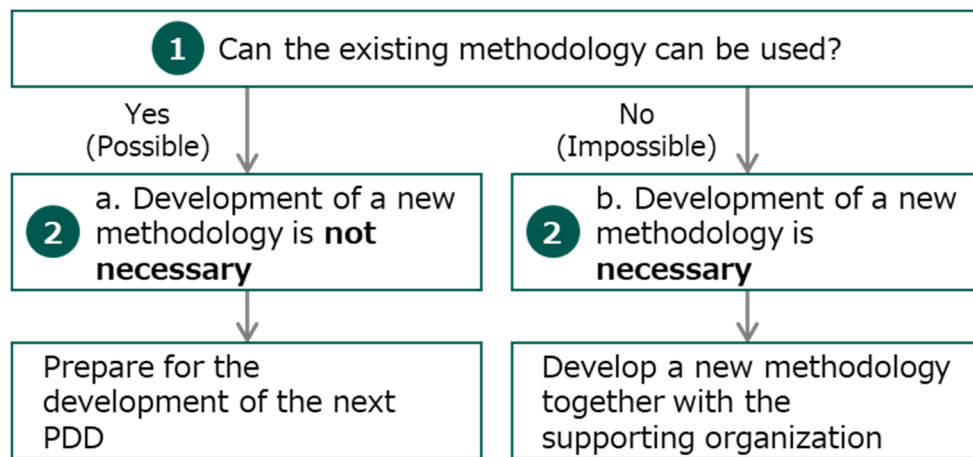 1 Can the existing methodology can be used?
Yes
(Possible)
No
(Impossible)
2
a. Development of a new
methodology is not
necessary
2
b. Development of a new
methodology is
necessary
Prepare for the
development of the next
PDD
Develop a new methodology
together with the
supporting organization